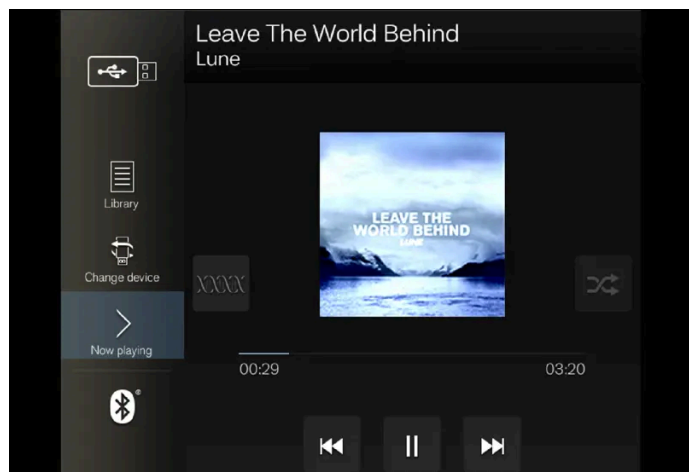 Leave The World Behind
Lune
Library
LEAVE THE
WORLD BEHIND
LUNE
Change device
Now playing
00:29
03:20